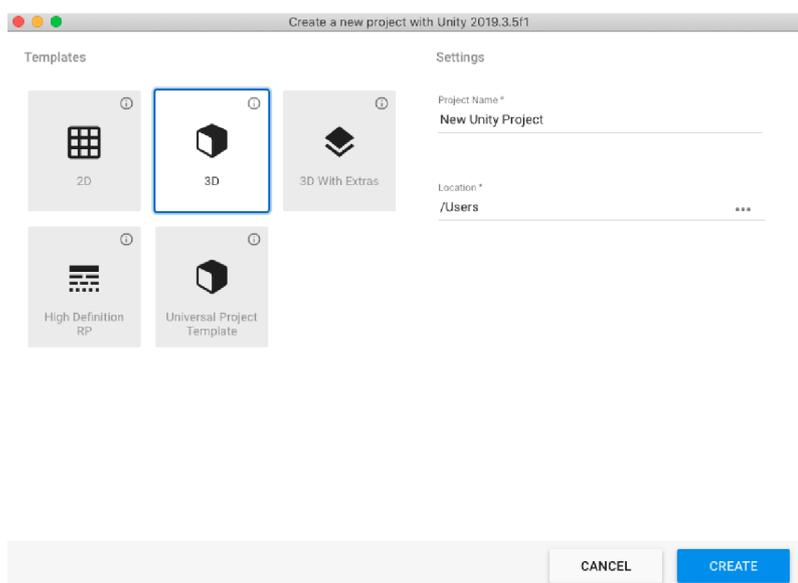 Create a new project with Unity 2019.3.5f1
Templates
Settings
2D
3D
3D With Extras
High Definition
RP
Universal Project
Template
Project Name *
New Unity Project
Location *
/Users
CANCEL
CREATE